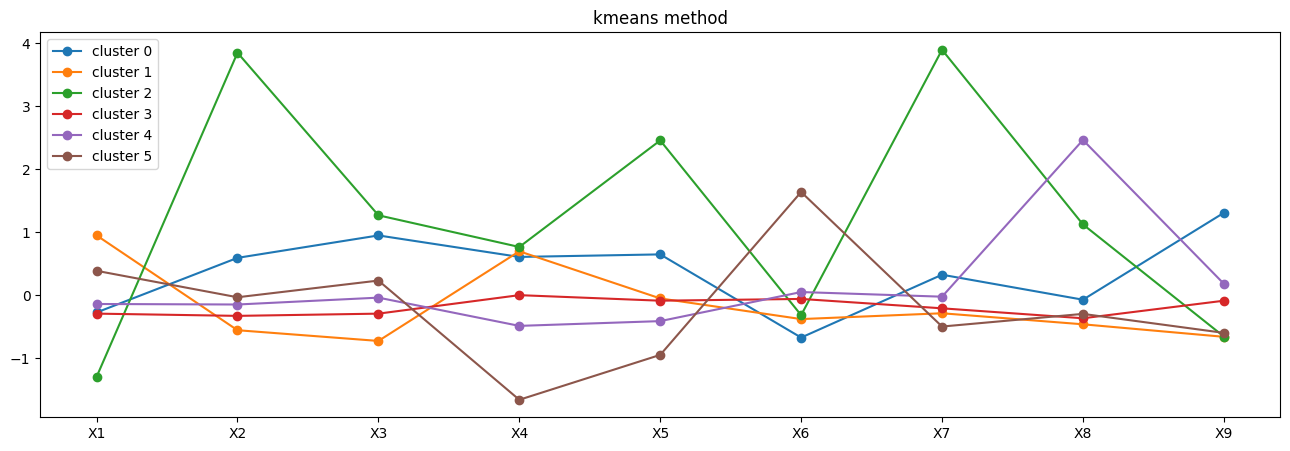 kmeans method
cluster 0
cluster 1
cluster 2
cluster 3
cluster 4
cluster 5
4
3
2
1
0
−1
X1 X2 X3 X4 X5 X6 X7 X8 X9